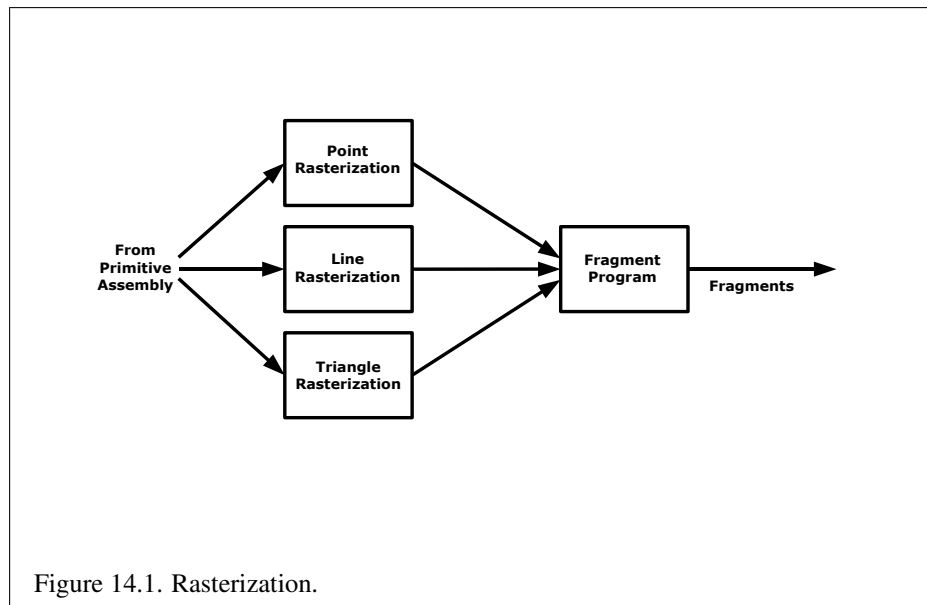 Point
Rasterization
From
Primitive
Assembly
Line
Rasterization
Fragment
Program
Fragments
Triangle
Rasterization
Figure 14.1. Rasterization.